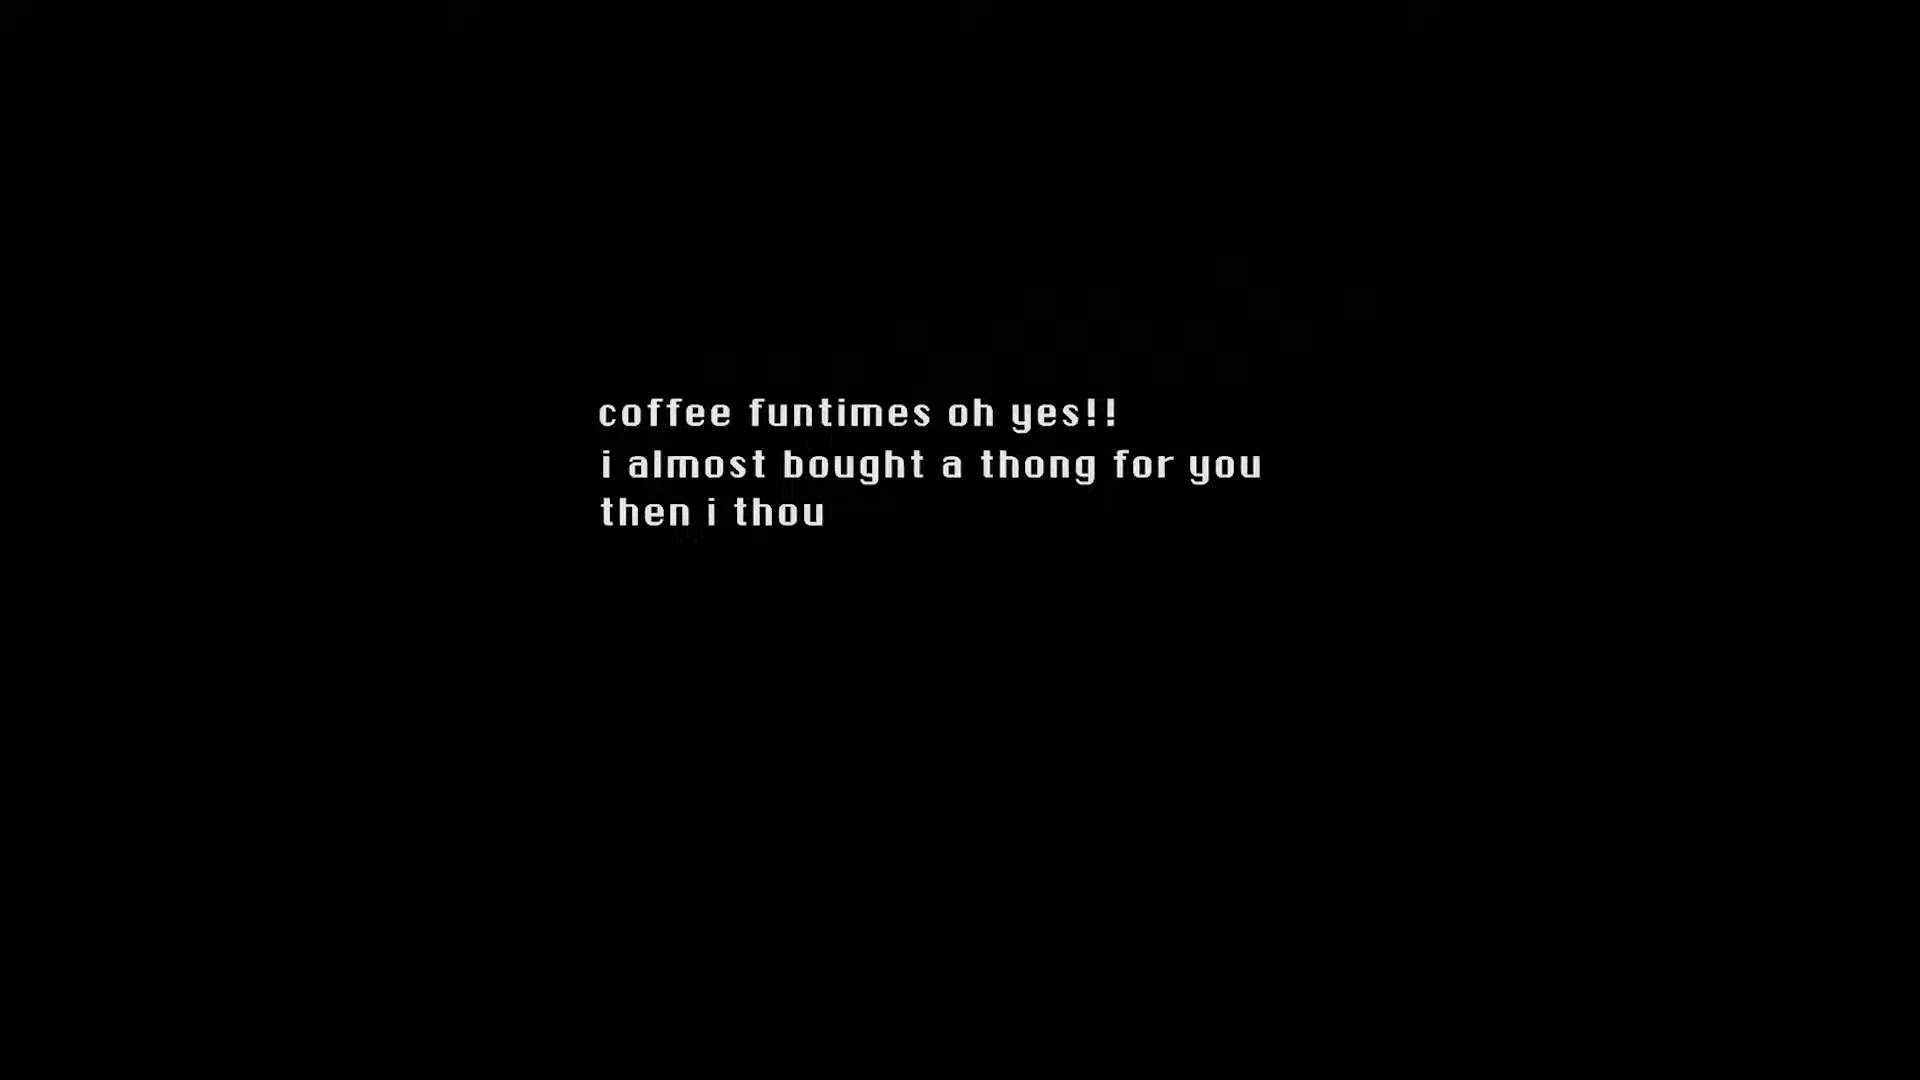 coffee funtimes oh yes!!
i almost bought a thong for you
then i thou